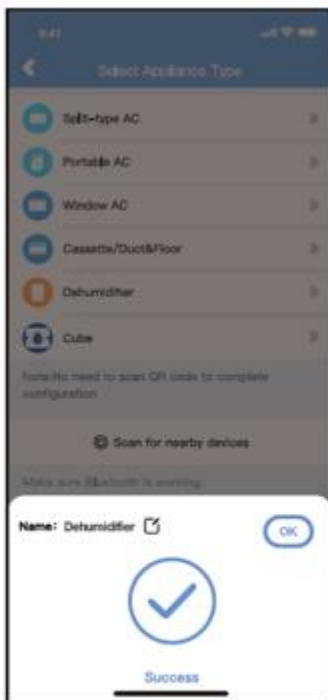 9:41
Select Appliance Type
Split-type AC
Portable AC
Window AC
Cassette/Duct&Floor
Dehumidifier
Cube
Note:No need to scan QR code to complete
configuration
Scan for nearby devices
Make sure Bluetooth is working
Name: Dehumidifier
OK
Success